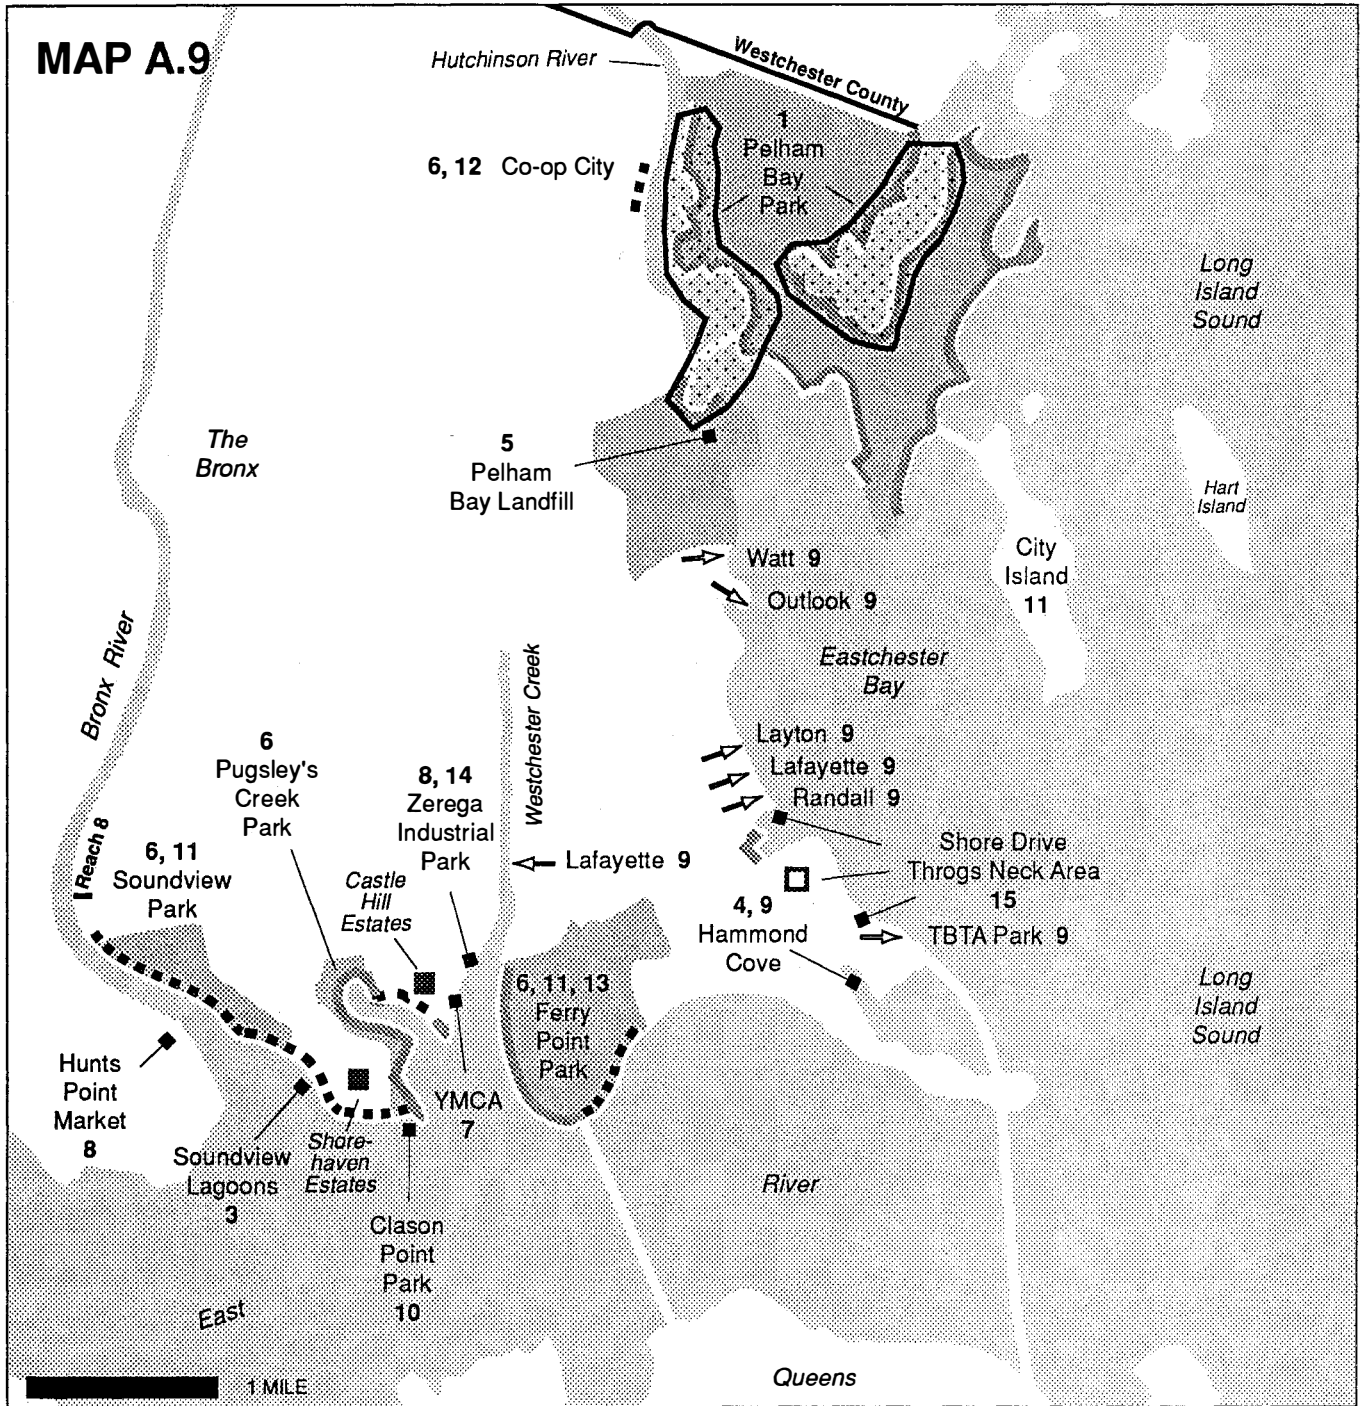 MAP A.9
Hutchinson River
Westchester County
1
Pelham
Bay
Park
6, 12 Co-op City
Long
Island
Sound
The
Bronx
5
Pelham
Bay Landfill
Hart
Island
City
Island
11
Watt 9
Outlook 9
Eastchester
Bay
Bronx River
Westchester Creek
6
Pugsley's
Creek
Park
8, 14
Zerega
Industrial
Park
Layton 9
Lafayette 9
Randall 9
Reach 8
6, 11
Soundview
Park
Castle
Hill
Estates
Lafayette 9
Shore Drive
Throgs Neck Area
15
4, 9
Hammond
Cove
TBTA Park 9
6, 11, 13
Ferry
Point
Park
Long
Island
Sound
Hunts
Point
Market
8
YMCA
7
Soundview
Lagoons
3
Shore-
haven
Estates
Clason
Point
Park
10
River
East
Queens
1 MILE